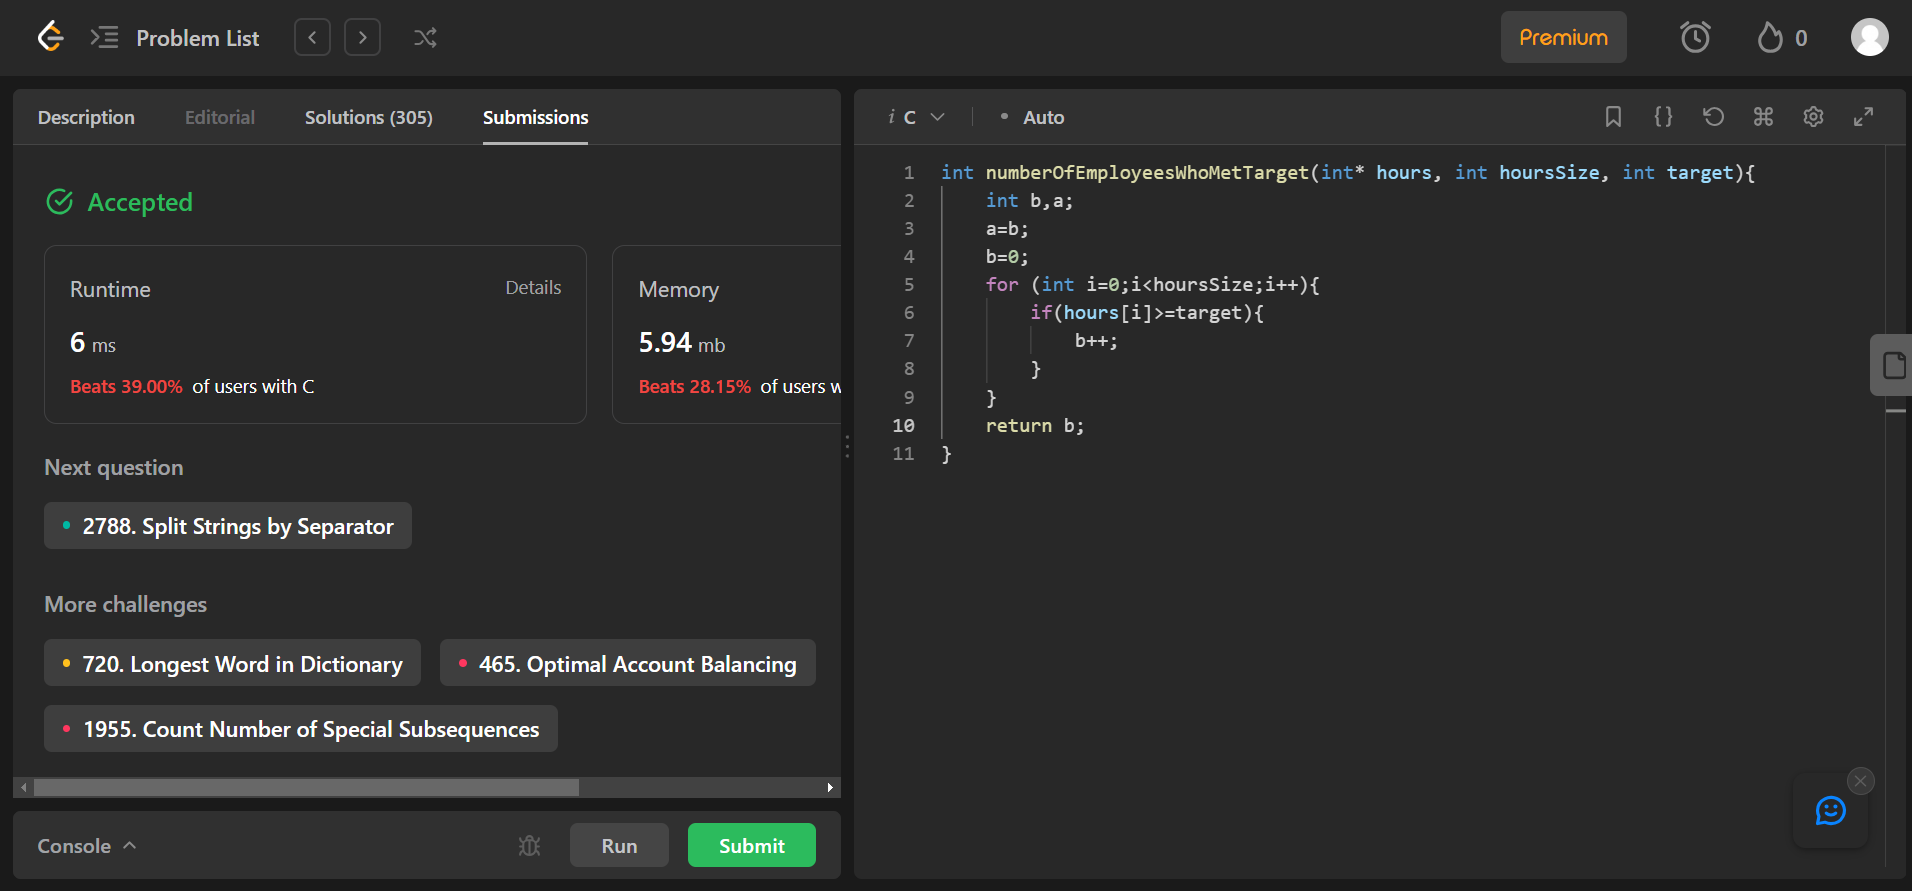 Problem List
Premium
0
Description Editorial Solutions (305) Submissions
Accepted
Runtime Details
6 ms
Beats 39.00% of users with C
Memory
5.94 mb
Beats 28.15% of users w
Next question
2788. Split Strings by Separator
More challenges
720. Longest Word in Dictionary
465. Optimal Account Balancing
1955. Count Number of Special Subsequences
Console
Run
Submit
i C
Auto
1 int numberOfEmployeesWhoMetTarget(int* hours, int hoursSize, int target){
2     int b,a;
3     a=b;
4     b=0;
5     for (int i=0;i<hoursSize;i++){
6         if(hours[i]>=target){
7             b++;
8         }
9     }
10     return b;
11 }